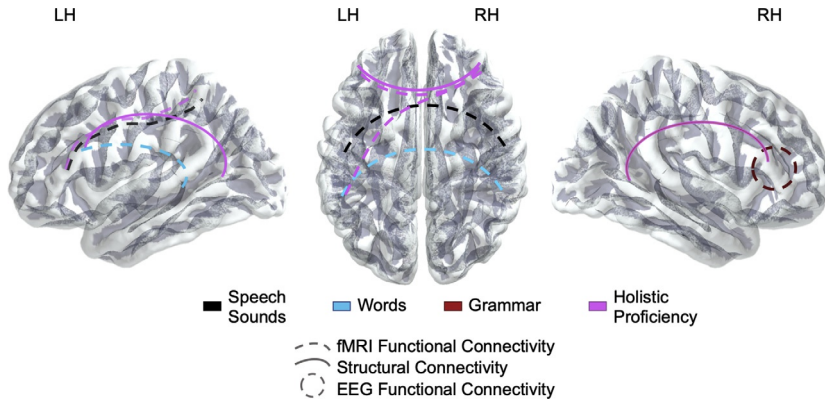 LH
LH
RH
RH
Speech
Sounds
Words
Grammar
Holistic
Proficiency
fMRI Functional Connectivity
Structural Connectivity
EEG Functional Connectivity